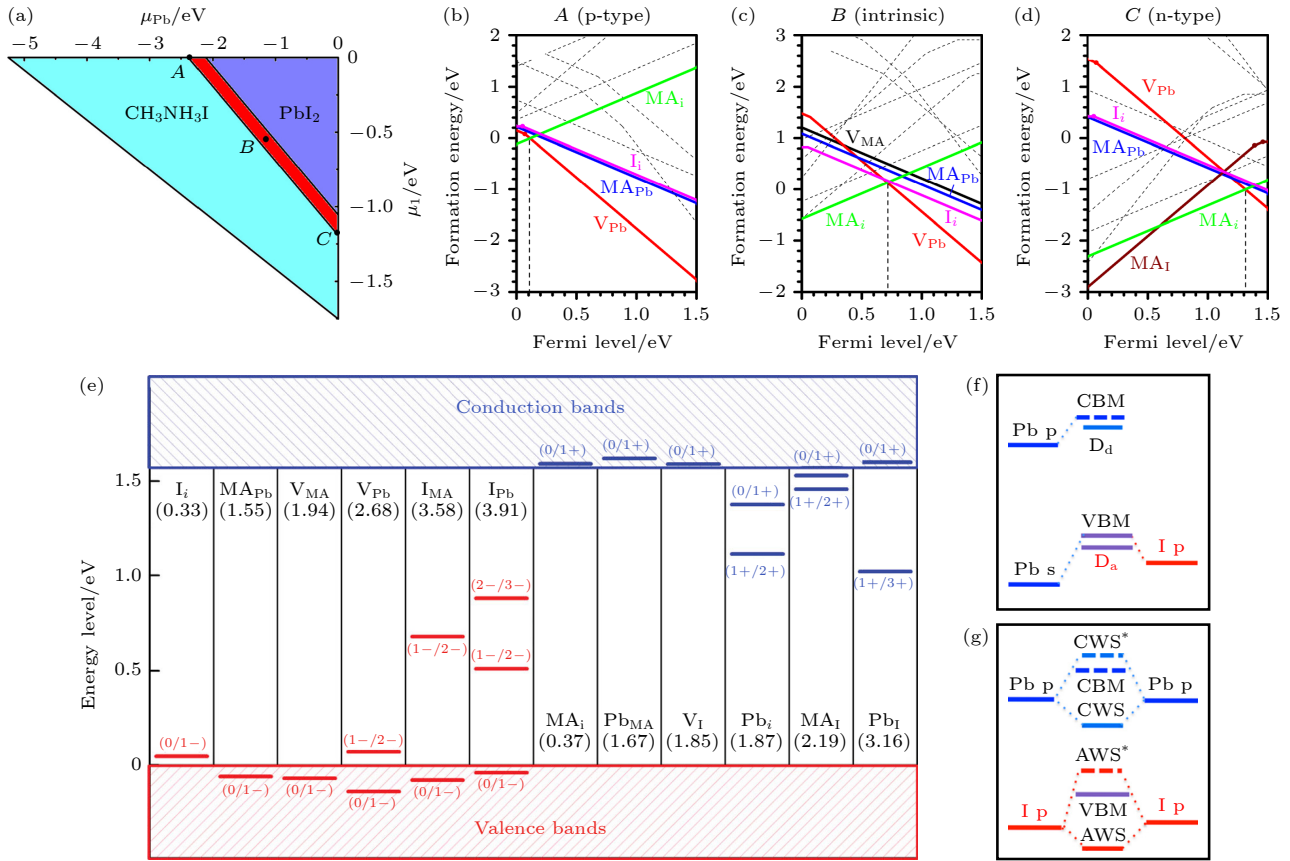 (a)
μPb/eV
−5 −4 −3 −2 −1 0
0
−0.5
−1.0
−1.5
μ1/eV
A
CH3NH3I
PbI2
B
C
(b)
A (p-type)
2
1
0
−1
−2
−3
Formation energy/eV
MAi
Ii
MAPb
VPb
0 0.5 1.0 1.5
Fermi level/eV
(c)
B (intrinsic)
3
2
1
0
−1
−2
Formation energy/eV
VMA
MAPb
Ii
MAi
VPb
0 0.5 1.0 1.5
Fermi level/eV
(d)
C (n-type)
2
1
0
−1
−2
−3
Formation energy/eV
VPb
Ii
MAPb
MAi
MAI
0 0.5 1.0 1.5
Fermi level/eV
(e)
Conduction bands
(0/1+) (0/1+) (0/1+) (0/1+) (0/1+)
1.5
1.0
0.5
0
Energy level/eV
Ii MAPb VMA VPb IMA IPb
(0.33) (1.55) (1.94) (2.68) (3.58) (3.91)
(0/1+) (1+/2+)
(1+/2+) (1+/3+)
(2−/3−)
(1−/2−) (1−/2−)
MAi PbMA VI Pbi MAI PbI
(0.37) (1.67) (1.85) (1.87) (2.19) (3.16)
(0/1−) (1−/2−)
(0/1−) (0/1−) (0/1−) (0/1−) (0/1−)
Valence bands
(f)
CBM
Pb p
Dd
VBM
I p
Da
Pb s
(g)
CWS*
Pb p Pb p
CBM
CWS
AWS*
I p I p
VBM
AWS